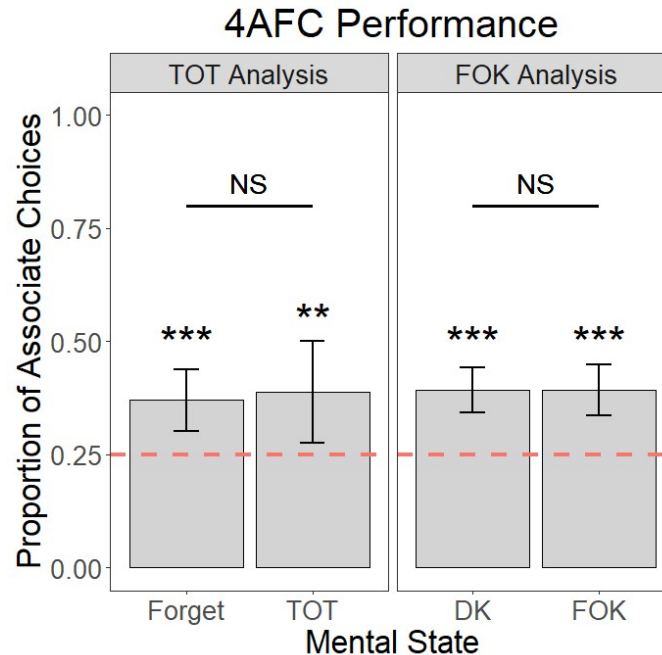 4AFC Performance
TOT Analysis
FOK Analysis
Proportion of Associate Choices
1.00
0.75
0.50
0.25
0.00
NS
***
**
NS
***
***
Forget
TOT
DK
FOK
Mental State